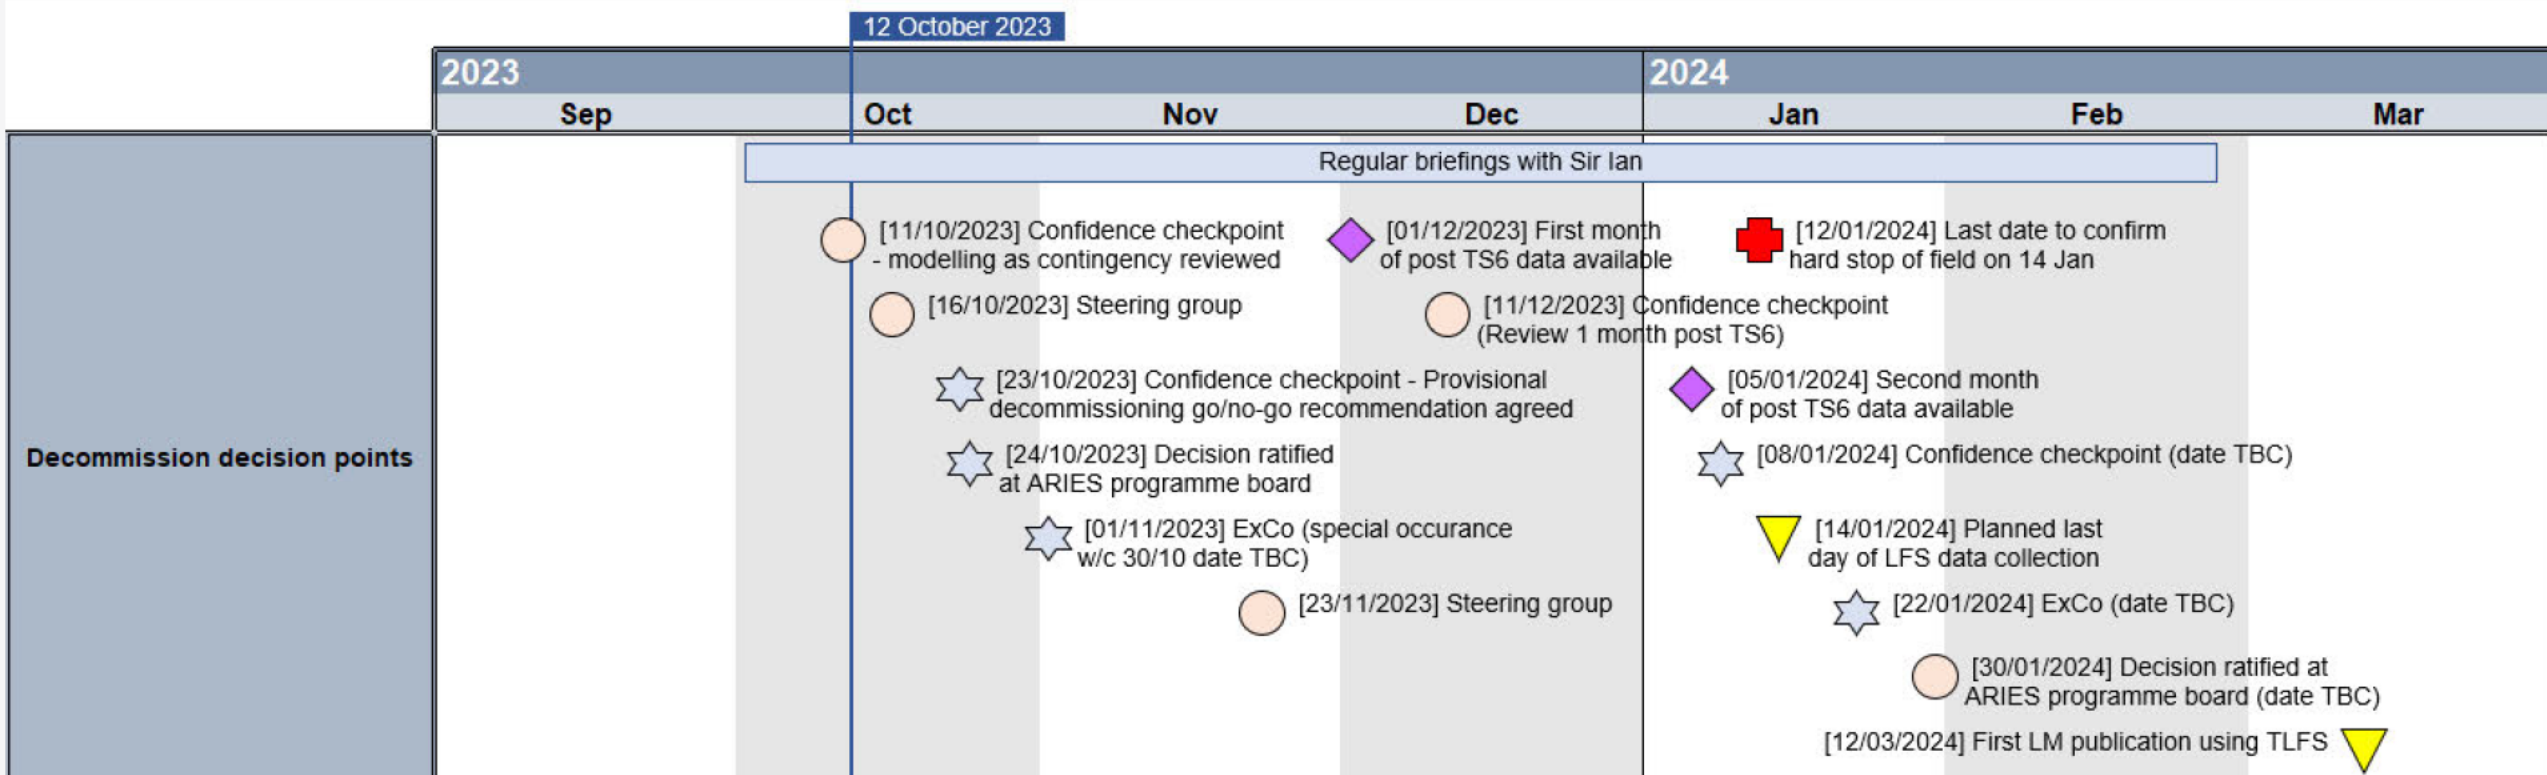 12 October 2023
2023
2024
Sep
Oct
Nov
Dec
Jan
Feb
Mar
Decommission decision points
Regular briefings with Sir Ian
[11/10/2023] Confidence checkpoint
- modelling as contingency reviewed
[16/10/2023] Steering group
[23/10/2023] Confidence checkpoint - Provisional
decommissioning go/no-go recommendation agreed
[24/10/2023] Decision ratified
at ARIES programme board
[01/11/2023] ExCo (special occurance
w/c 30/10 date TBC)
[23/11/2023] Steering group
[01/12/2023] First month
of post TS6 data available
[11/12/2023] Confidence checkpoint
(Review 1 month post TS6)
[12/01/2024] Last date to confirm
hard stop of field on 14 Jan
[05/01/2024] Second month
of post TS6 data available
[08/01/2024] Confidence checkpoint (date TBC)
[14/01/2024] Planned last
day of LFS data collection
[22/01/2024] ExCo (date TBC)
[30/01/2024] Decision ratified at
ARIES programme board (date TBC)
[12/03/2024] First LM publication using TLFS